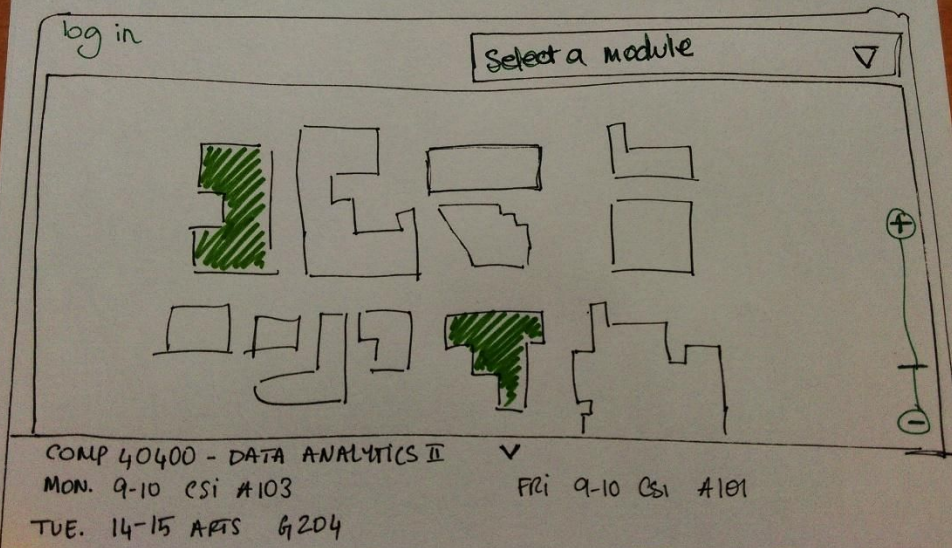 log in
Select a module
COMP 40400 - DATA ANALYTICS II
MON. 9-10 CSi A103
FRi 9-10 CSi A101
TUE. 14-15 ARTS G204